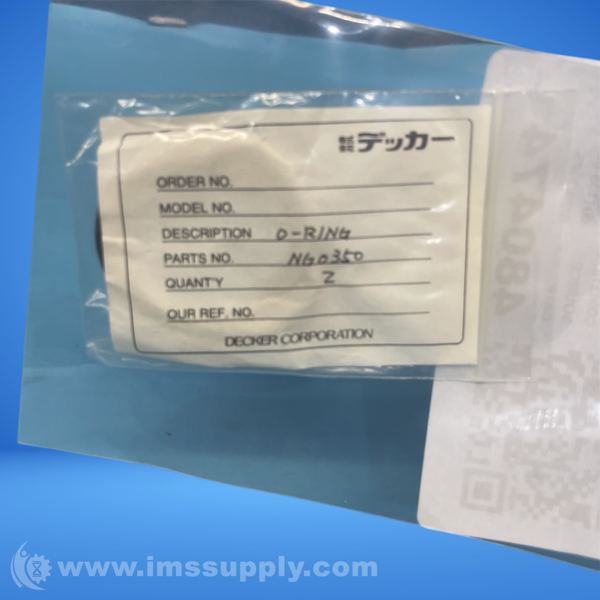 株式会社 デッカー
ORDER NO.
MODEL NO.
DESCRIPTION O-RING
PARTS NO. NG0350
QUANT'Y 2
OUR REF. NO.
DECKER CORPORATION
www.imssupply.com